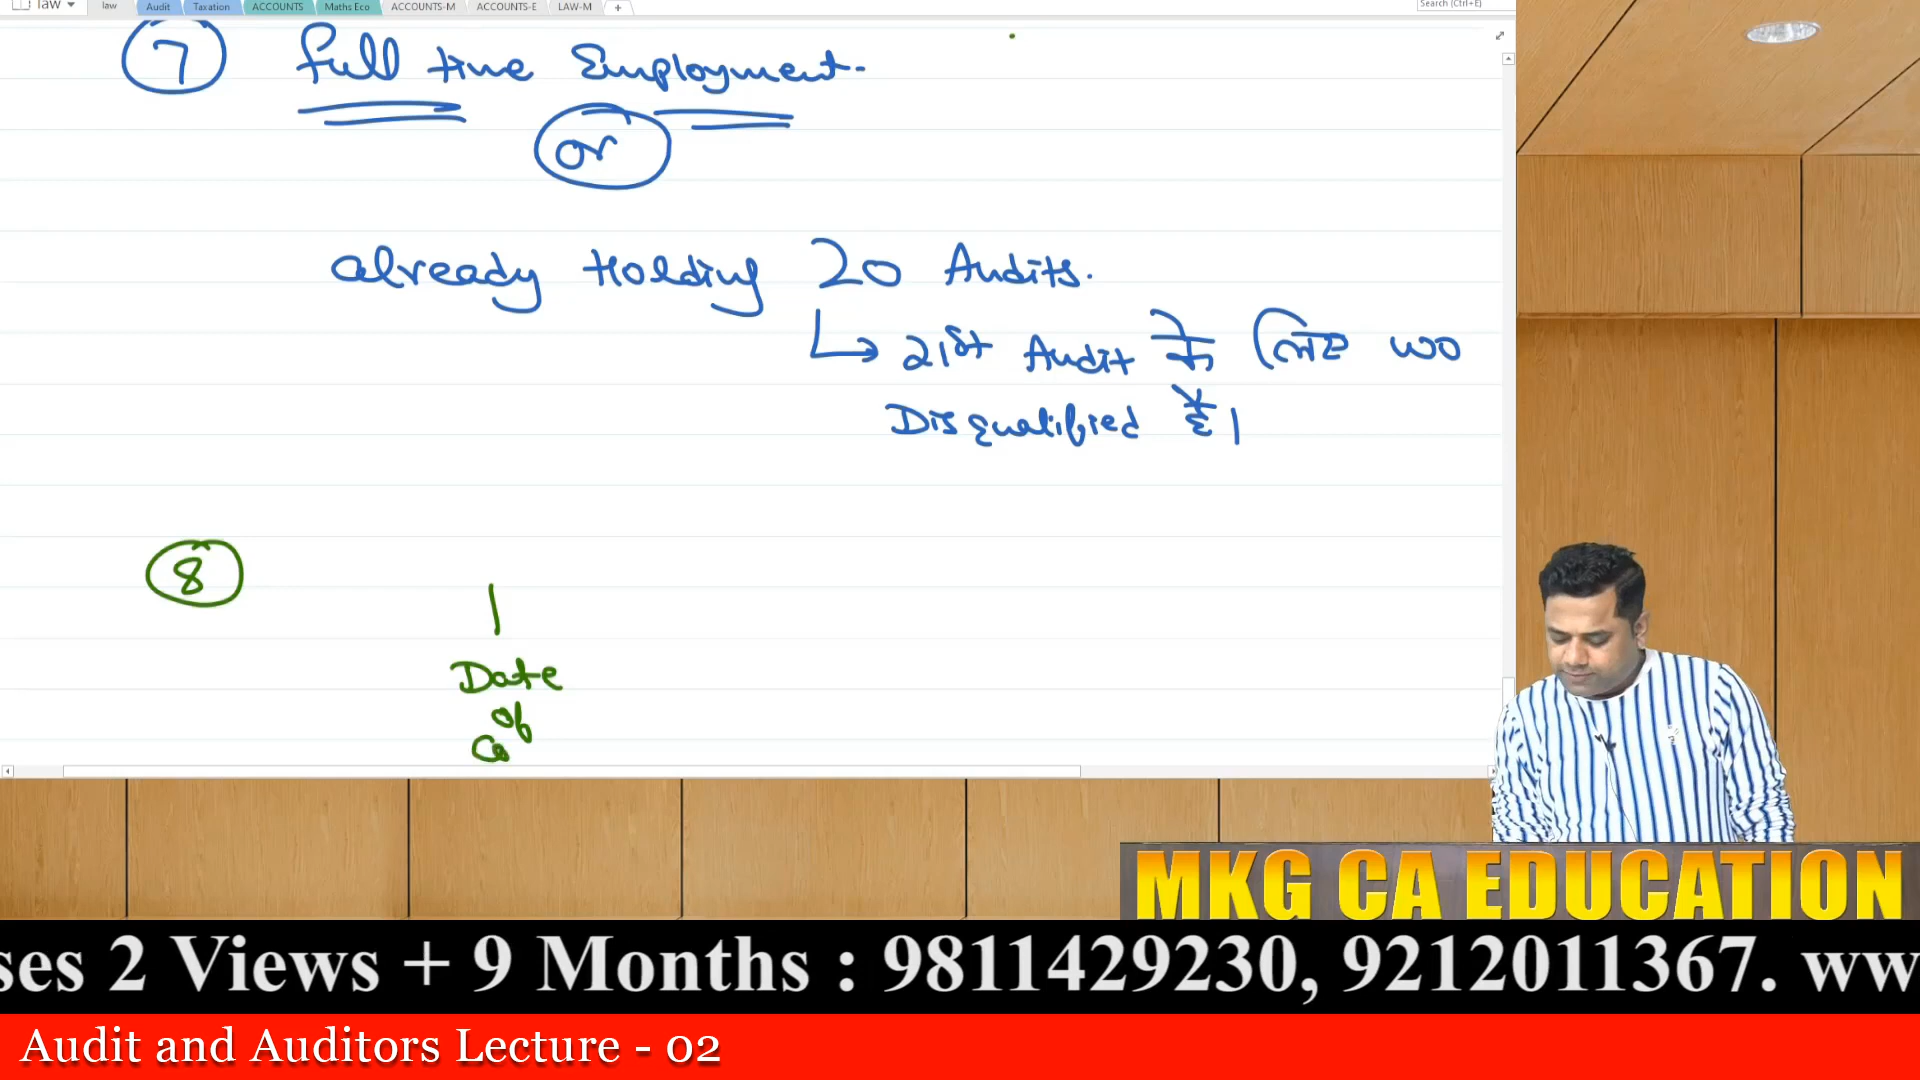 law
law Audit Taxation ACCOUNTS Maths Eco ACCOUNTS-M ACCOUNTS-E LAW-M +
Search (Ctrl+E)
7 Full time Employment.
or
already Holding 20 Audits.
21st Audit के लिए वो
Disqualified है।
8
Date
of
Co
MKG CA EDUCATION
ses 2 Views + 9 Months : 9811429230, 9212011367. ww
Audit and Auditors Lecture - 02